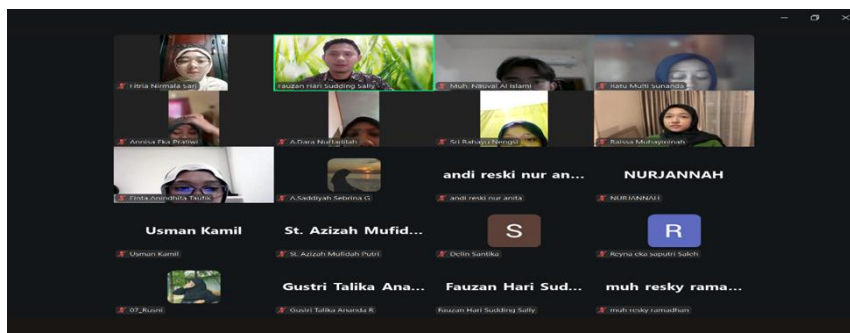 Fitria Nirmala Sari
Fauzan Hari Sudding Sally
Muh. Nauval Al Islami
Ratu Mufti Sunanda
Annisa Eka Pratiwi
A.Dara Nurfadilah
Sri Rahayu Nengsi
Raissa Muhayminah
Finta Anindhita Taufik
A.Saddiyah Sebrina G
andi reski nur an...
andi reski nur anita
NURJANNAH
NURJANNAH
Usman Kamil
Usman Kamil
St. Azizah Mufid...
St. Azizah Mufidah Putri
S
Delin Santika
R
Reyna eka saputri Saleh
07_Rusni
Gustri Talika Ana...
Gustri Talika Ananda R
Fauzan Hari Sud...
Fauzan Hari Sudding Sally
muh resky rama...
muh resky ramadhan